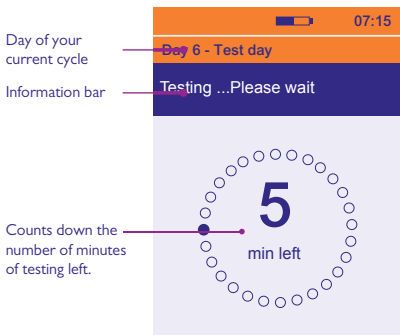 07:15
Day of your
current cycle
Day 6 - Test day
Information bar
Testing ...Please wait
5
min left
Counts down the
number of minutes
of testing left.